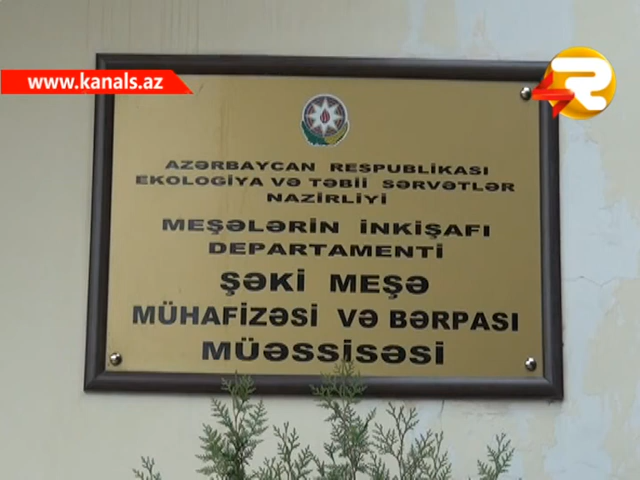 www.kanals.az
R
AZƏRBAYCAN RESPUBLİKASI
EKOLOGİYA VƏ TƏBİİ SƏRVƏTLƏR
NAZİRLİYİ
MEŞƏLƏRİN İNKİŞAFI
DEPARTAMENTİ
ŞƏKİ MEŞƏ
MÜHAFİZƏSİ VƏ BƏRPASI
MÜƏSSİSƏSİ